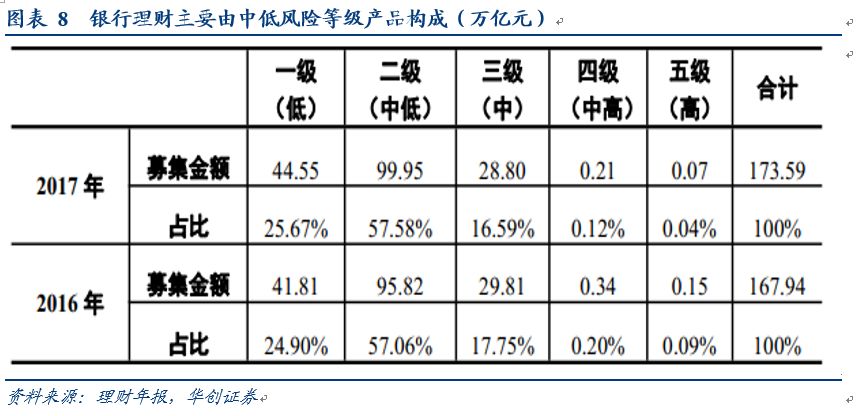 图表 8 银行理财主要由中低风险等级产品构成（万亿元）
一级 二级 三级 四级 五级 合计
（低） （中低） （中） （中高） （高）
2017 年 募集金额 44.55 99.95 28.80 0.21 0.07 173.59
占比 25.67% 57.58% 16.59% 0.12% 0.04% 100%
2016 年 募集金额 41.81 95.82 29.81 0.34 0.15 167.94
占比 24.90% 57.06% 17.75% 0.20% 0.09% 100%
资料来源：理财年报，华创证券